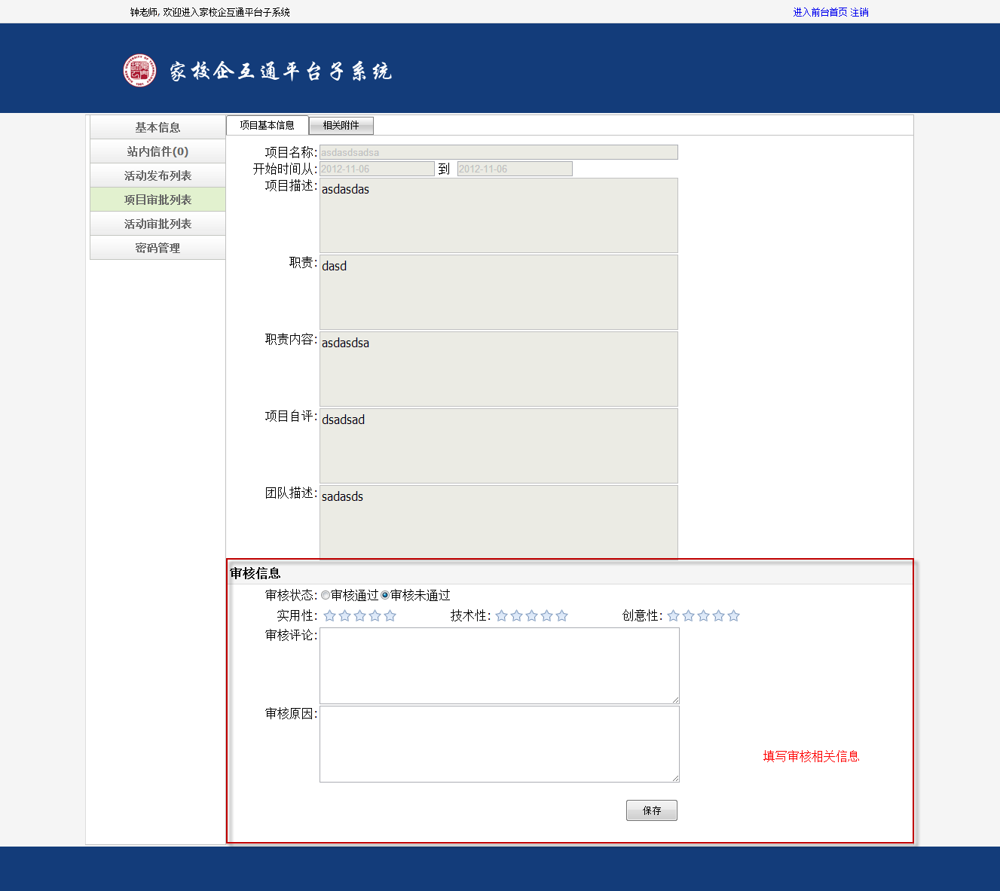 钟老师, 欢迎进入家校企互通平台子系统
进入前台首页 注销
家校企互通平台子系统
基本信息
站内信件(0)
活动发布列表
项目审批列表
活动审批列表
密码管理
项目基本信息 相关附件
项目名称: asdasdsadsa
开始时间从: 2012-11-06 到 2012-11-06
项目描述: asdasdas
职责: dasd
职责内容: asdasdsa
项目自评: dsadsad
团队描述: sadasds
审核信息
审核状态: 审核通过 审核未通过
实用性: 技术性: 创意性:
审核评论:
审核原因:
填写审核相关信息
保存